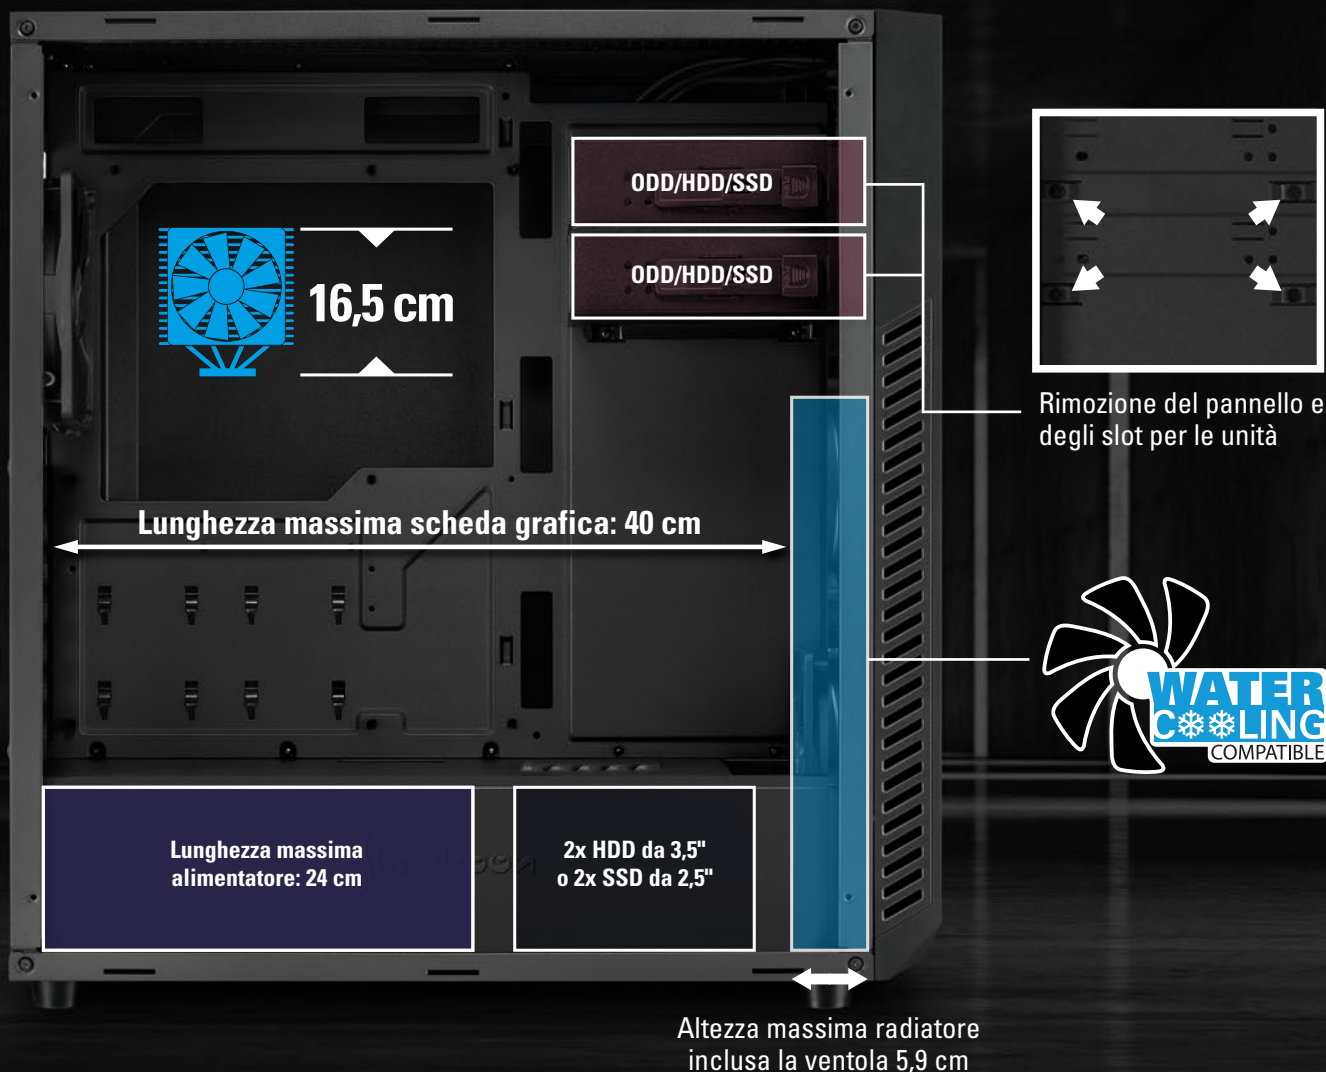 ODD/HDD/SSD
ODD/HDD/SSD
16,5 cm
Rimozione del pannello e
degli slot per le unità
Lunghezza massima scheda grafica: 40 cm
WATER
COOLING
COMPATIBLE
Lunghezza massima
alimentatore: 24 cm
2x HDD da 3,5"
o 2x SSD da 2,5"
Altezza massima radiatore
inclusa la ventola 5,9 cm